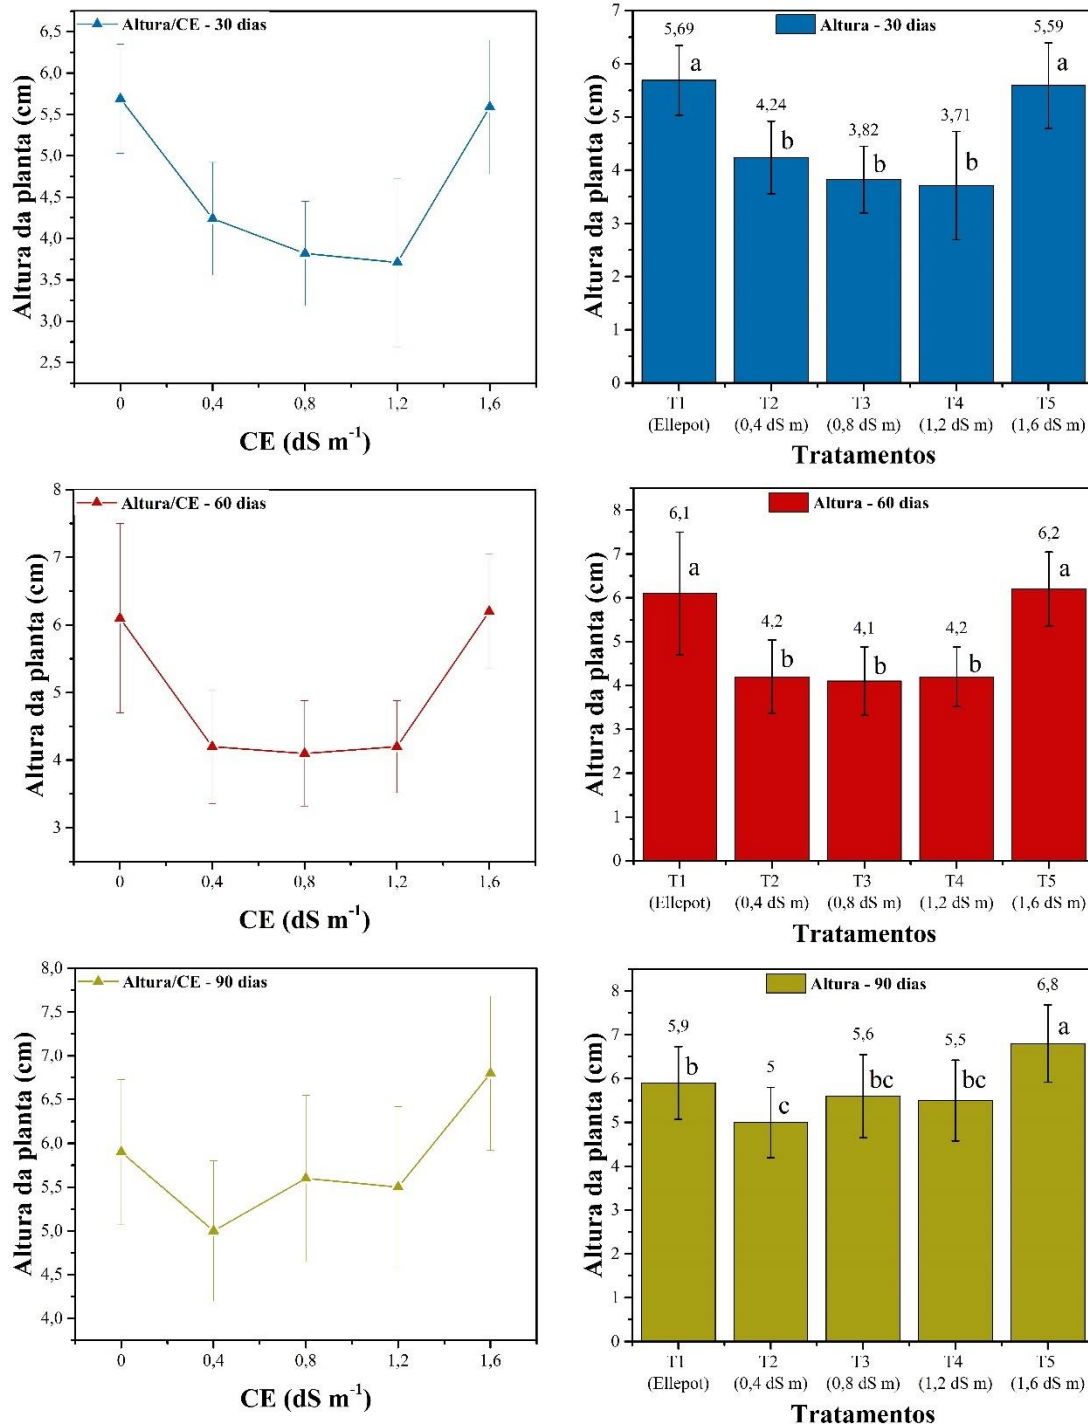 Altura/CE - 30 dias
6,5
6,0
5,5
5,0
4,5
4,0
3,5
3,0
2,5
Altura da planta (cm)
0 0,4 0,8 1,2 1,6
CE (dS m-1)
Altura - 30 dias
7
6
5
4
3
2
1
0
Altura da planta (cm)
5,69 4,24 3,82 3,71 5,59
a b b b a
T1 T2 T3 T4 T5
(Ellepot) (0,4 dS m) (0,8 dS m) (1,2 dS m) (1,6 dS m)
Tratamentos
Altura/CE - 60 dias
8
7
6
5
4
3
Altura da planta (cm)
0 0,4 0,8 1,2 1,6
CE (dS m-1)
Altura - 60 dias
8
7
6
5
4
3
2
1
0
Altura da planta (cm)
6,1 4,2 4,1 4,2 6,2
a b b b a
T1 T2 T3 T4 T5
(Ellepot) (0,4 dS m) (0,8 dS m) (1,2 dS m) (1,6 dS m)
Tratamentos
Altura/CE - 90 dias
8,0
7,5
7,0
6,5
6,0
5,5
5,0
4,5
4,0
Altura da planta (cm)
0 0,4 0,8 1,2 1,6
CE (dS m-1)
Altura - 90 dias
8
7
6
5
4
3
2
1
0
Altura da planta (cm)
5,9 5 5,6 5,5 6,8
b c bc bc a
T1 T2 T3 T4 T5
(Ellepot) (0,4 dS m) (0,8 dS m) (1,2 dS m) (1,6 dS m)
Tratamentos